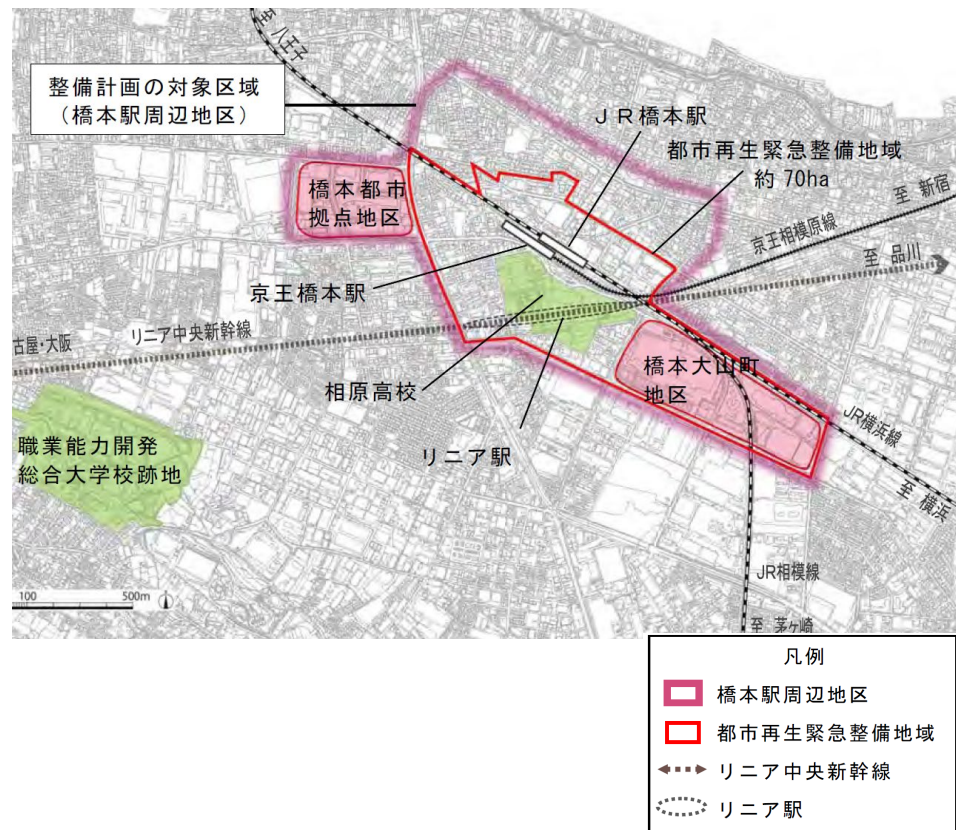 至 八王子
整備計画の対象区域
（橋本駅周辺地区）
ＪＲ橋本駅
都市再生緊急整備地域
約 70ha
至 新宿
京王相模原線
至 品川
橋本都市
拠点地区
京王橋本駅
リニア中央新幹線
古屋・大阪
相原高校
リニア駅
橋本大山町
地区
JR横浜線
至 横浜
職業能力開発
総合大学校跡地
JR相模線
至 茅ヶ崎
100 500m
凡例
橋本駅周辺地区
都市再生緊急整備地域
リニア中央新幹線
リニア駅